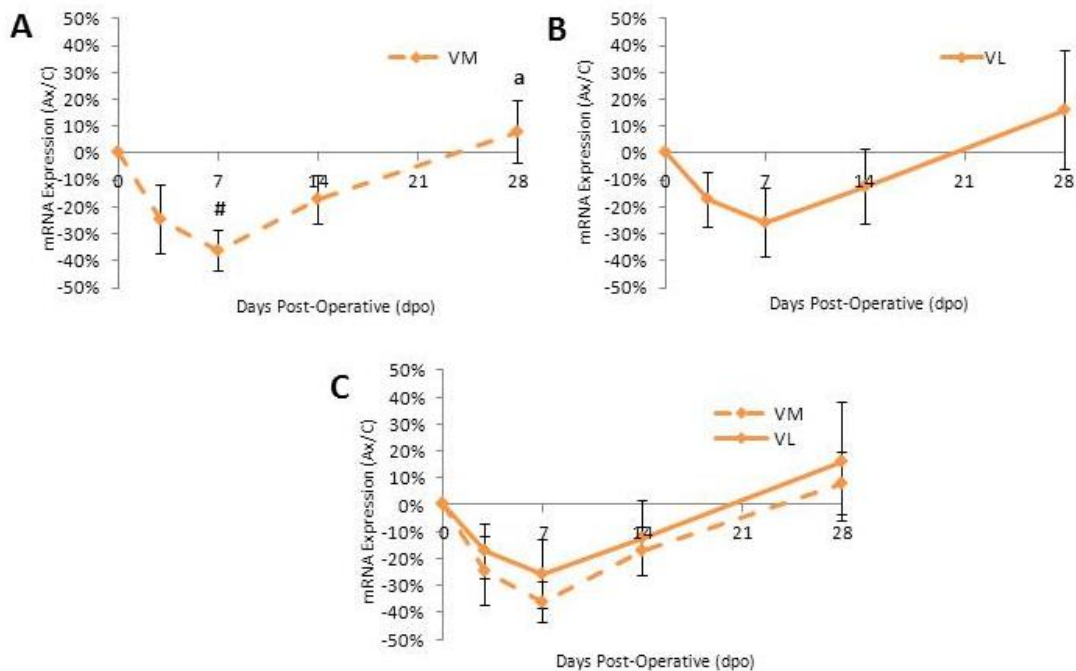 A
mRNA Expression (Ax/C)
50%
40%
30%
20%
10%
0%
-10%
-20%
-30%
-40%
-50%
VM
a
#
0 7 14 21 28
Days Post-Operative (dpo)
B
mRNA Expression (Ax/C)
50%
40%
30%
20%
10%
0%
-10%
-20%
-30%
-40%
-50%
VL
0 7 14 21 28
Days Post-Operative (dpo)
C
mRNA Expression (Ax/C)
50%
40%
30%
20%
10%
0%
-10%
-20%
-30%
-40%
-50%
VM
VL
0 7 14 21 28
Days Post-Operative (dpo)